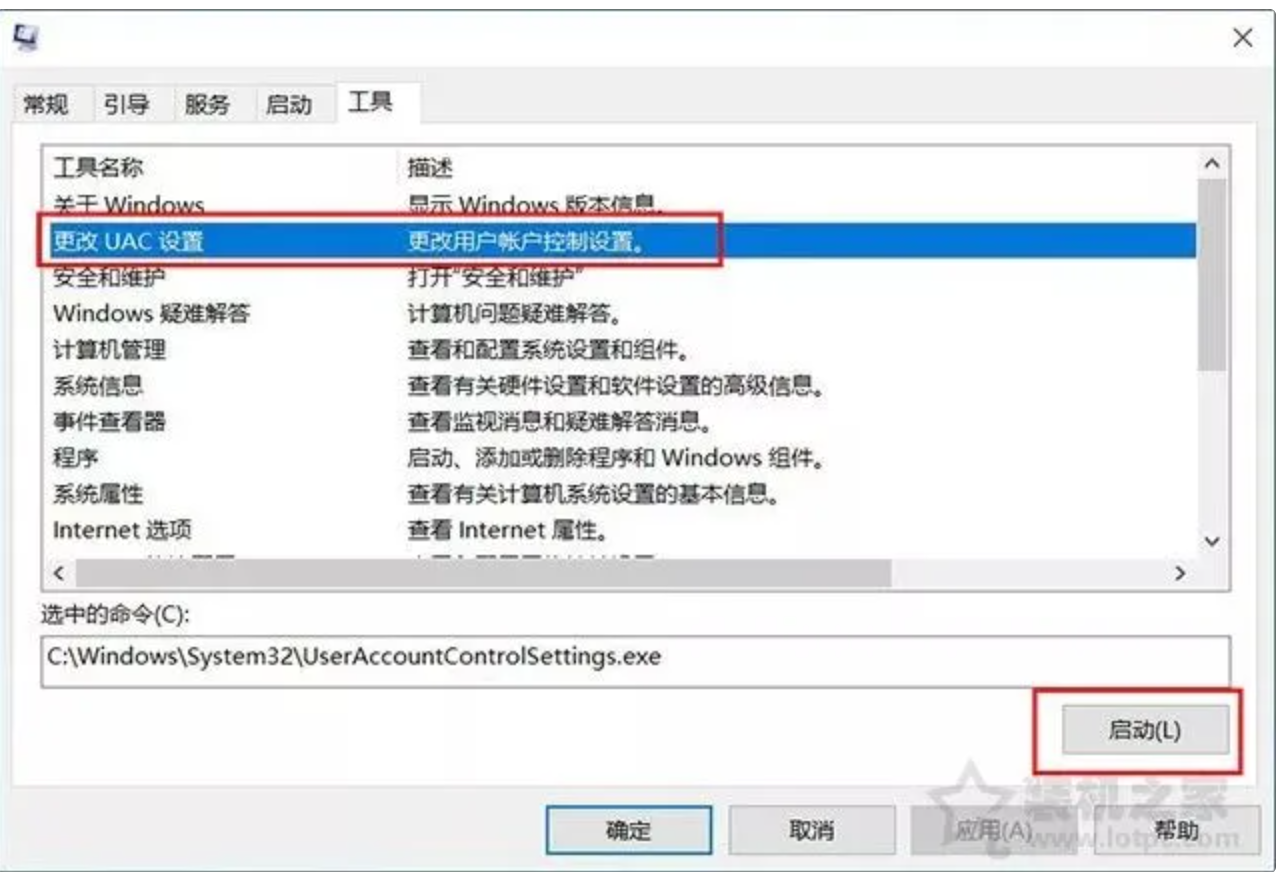 常规 引导 服务 启动 工具
工具名称 描述
关于 Windows 显示 Windows 版本信息。
更改 UAC 设置 更改用户帐户控制设置。
安全和维护 打开“安全和维护”
Windows 疑难解答 计算机问题疑难解答。
计算机管理 查看和配置系统设置和组件。
系统信息 查看有关硬件设置和软件设置的高级信息。
事件查看器 查看监视消息和疑难解答消息。
程序 启动、添加或删除程序和 Windows 组件。
系统属性 查看有关计算机系统设置的基本信息。
Internet 选项 查看 Internet 属性。
选中的命令(C):
C:\Windows\System32\UserAccountControlSettings.exe
启动(L)
装机之家
确定 取消 应用(A) 帮助
www.lotpc.com